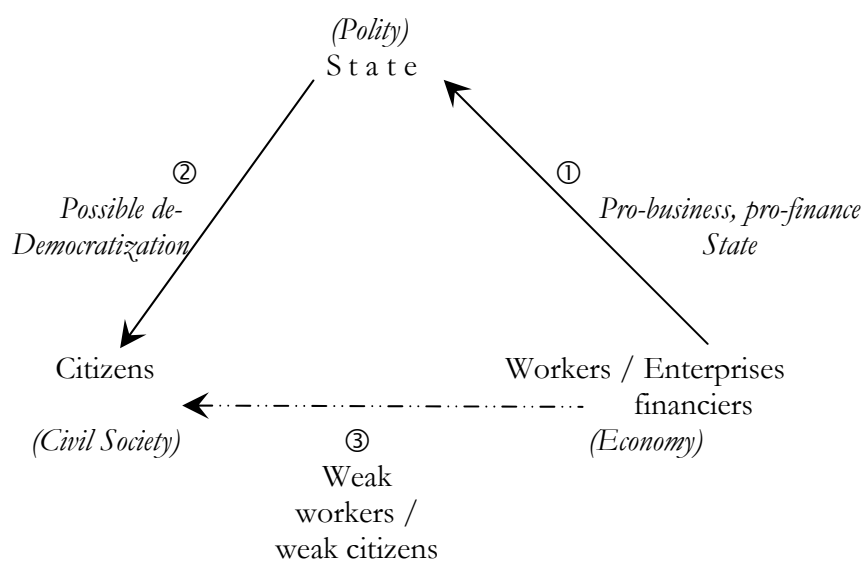 (Polity)
S t a t e
②
①
Possible de-
Democratization
Pro-business, pro-finance
State
Citizens
Workers / Enterprises
financiers
(Civil Society)
(Economy)
③
Weak
workers /
weak citizens